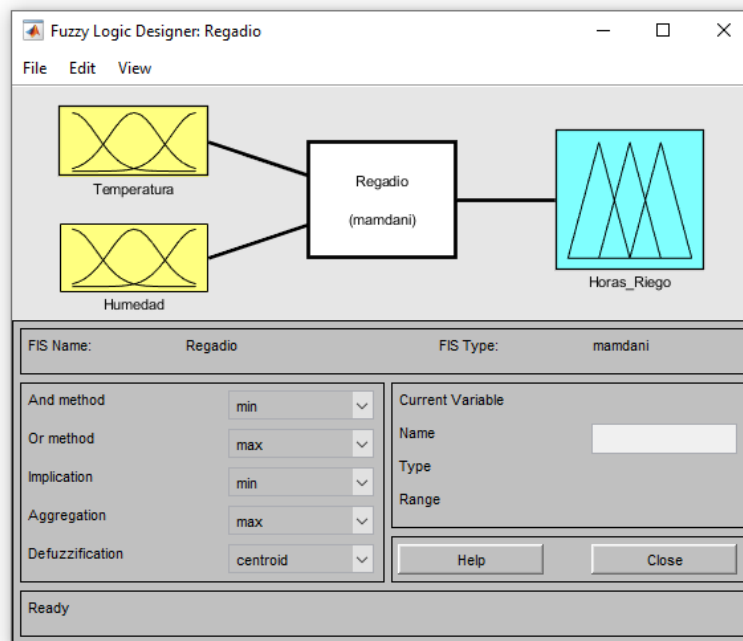 Fuzzy Logic Designer: Regadio
File Edit View
Temperatura
Humedad
Regadio
(mamdani)
Horas_Riego
FIS Name: Regadio FIS Type: mamdani
And method min
Or method max
Implication min
Aggregation max
Defuzzification centroid
Current Variable
Name
Type
Range
Help Close
Ready